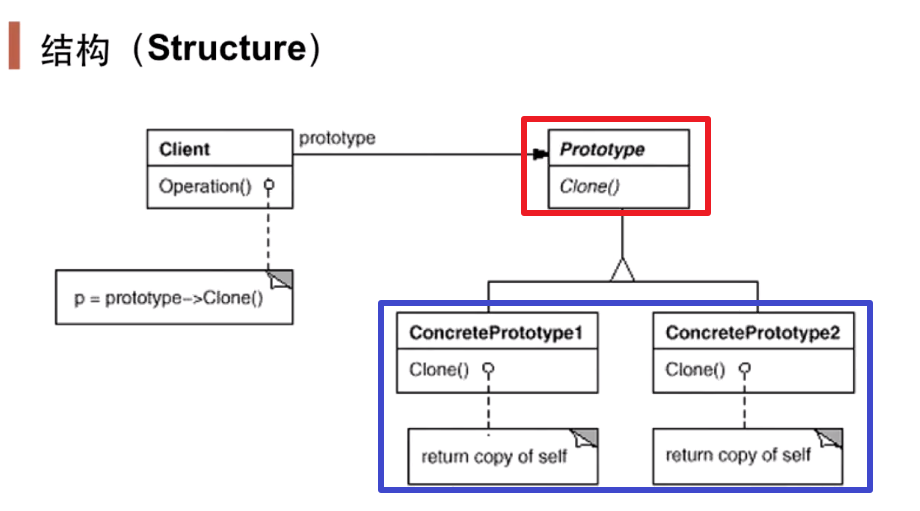 结构（Structure）
prototype
Client
Operation()
Prototype
Clone()
p = prototype->Clone()
ConcretePrototype1
Clone()
ConcretePrototype2
Clone()
return copy of self
return copy of self